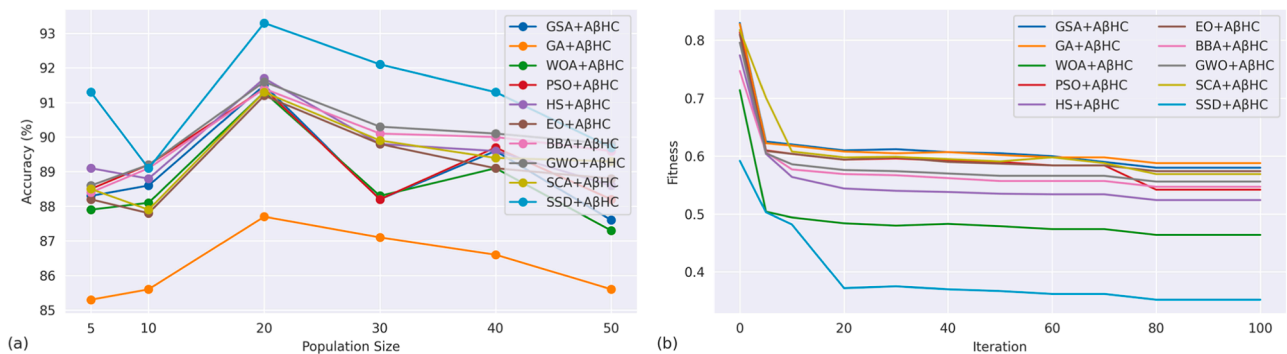 93
92
91
90
89
88
87
86
85
Accuracy (%)
5 10 20 30 40 50
Population Size
(a)
GSA+AβHC
GA+AβHC
WOA+AβHC
PSO+AβHC
HS+AβHC
EO+AβHC
BBA+AβHC
GWO+AβHC
SCA+AβHC
SSD+AβHC
0.8
0.7
0.6
0.5
0.4
Fitness
0 20 40 60 80 100
Iteration
(b)
GSA+AβHC EO+AβHC
GA+AβHC BBA+AβHC
WOA+AβHC GWO+AβHC
PSO+AβHC SCA+AβHC
HS+AβHC SSD+AβHC